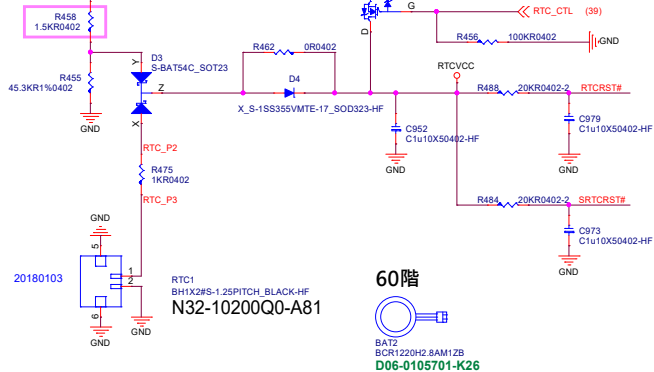 R458
1.5KR0402
G
RTC_CTL (39)
R456
100KR0402
GND
D
D3
S-BAT54C_SOT23
R462
0R0402
RTCVCC
Y
R455
45.3KR1%0402
Z
D4
X_S-1SS355VMTE-17_SOD323-HF
R488
20KR0402-2
RTCRST#
GND
X
C952
C1u10X50402-HF
C979
C1u10X50402-HF
RTC_P2
GND
GND
R475
1KR0402
RTC_P3
R484
20KR0402-2
SRTCRST#
GND
C973
C1u10X50402-HF
5
GND
20180103
1
2
RTC1
BH1X2#S-1.25PITCH_BLACK-HF
N32-10200Q0-A81
60階
6
GND
GND
BAT2
BCR1220H2.8AM1ZB
D06-0105701-K26